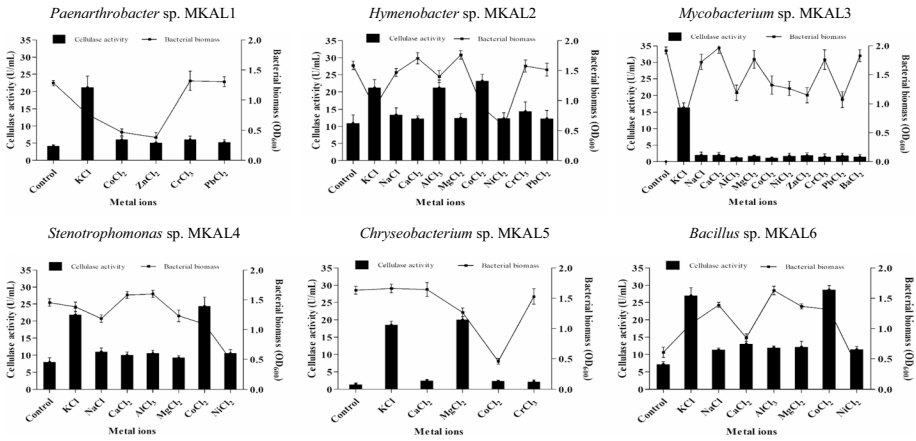 Paenarthrobacter sp. MKAL1
Cellulase activity
Bacterial biomass
Cellulase activity (U/mL)
35
30
25
20
15
10
5
0
Bacterial biomass (OD600)
2.0
1.5
1.0
0.5
0.0
Control
KCl
CoCl2
ZnCl2
CrCl3
PhCl2
Metal ions
Hymenobacter sp. MKAL2
Cellulase activity
Bacterial biomass
Cellulase activity (U/mL)
35
30
25
20
15
10
5
0
Bacterial biomass (OD600)
2.0
1.5
1.0
0.5
0.0
Control
KCl
NaCl
CaCl2
AlCl3
MgCl2
CoCl2
NiCl2
CrCl3
PhCl2
Metal ions
Mycobacterium sp. MKAL3
Cellulase activity
Bacterial biomass
Cellulase activity (U/mL)
35
30
25
20
15
10
5
0
Bacterial biomass (OD600)
2.0
1.5
1.0
0.5
0.0
Control
KCl
NaCl
CaCl2
AlCl3
MgCl2
CoCl2
NiCl2
ZnCl2
CrCl3
PhCl2
BaCl2
Metal ions
Stenotrophomonas sp. MKAL4
Cellulase activity
Bacterial biomass
Cellulase activity (U/mL)
35
30
25
20
15
10
5
0
Bacterial biomass (OD600)
2.0
1.5
1.0
0.5
0.0
Control
KCl
NaCl
CaCl2
AlCl3
MgCl2
CoCl2
NiCl2
Metal ions
Chryseobacterium sp. MKAL5
Cellulase activity
Bacterial biomass
Cellulase activity (U/mL)
35
30
25
20
15
10
5
0
Bacterial biomass (OD600)
2.0
1.5
1.0
0.5
0.0
Control
KCl
CaCl2
MgCl2
CoCl2
CrCl3
Metal ions
Bacillus sp. MKAL6
Cellulase activity
Bacterial biomass
Cellulase activity (U/mL)
35
30
25
20
15
10
5
0
Bacterial biomass (OD600)
2.0
1.5
1.0
0.5
0.0
Control
KCl
NaCl
CaCl2
AlCl3
MgCl2
CoCl2
NiCl2
Metal ions